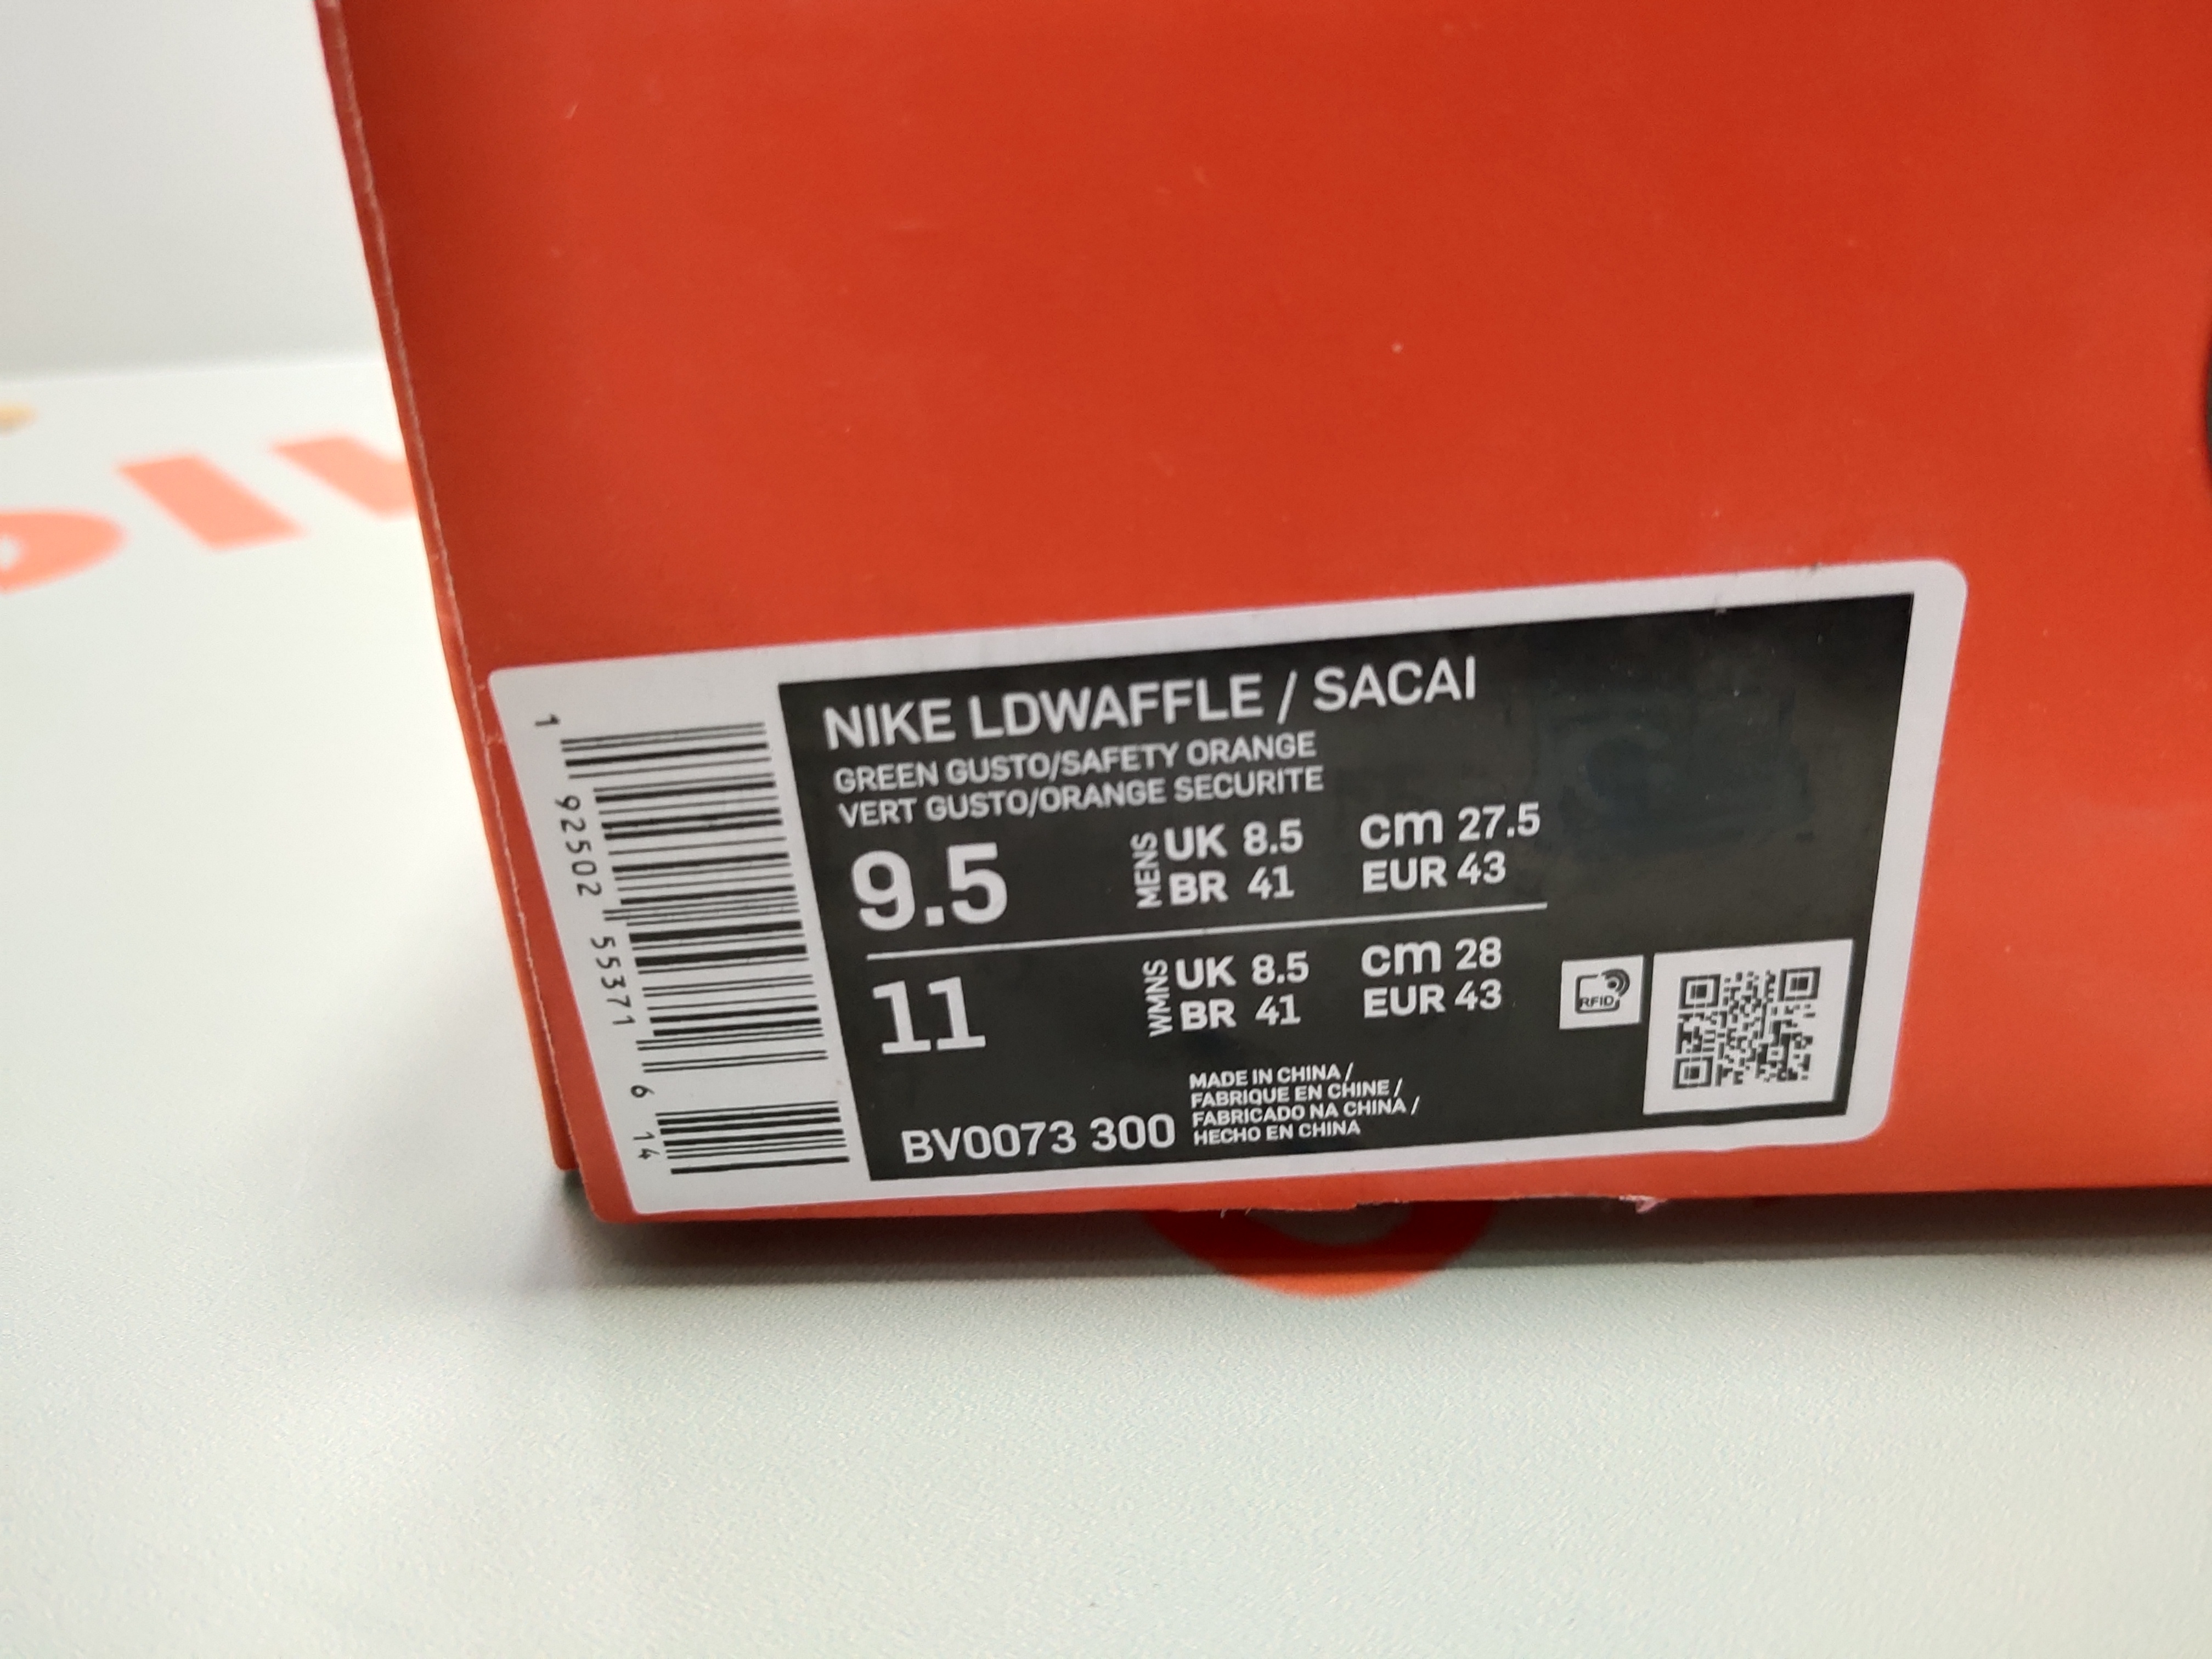 NIKE LDWAFFLE / SACAI
GREEN GUSTO/SAFETY ORANGE
VERT GUSTO/ORANGE SECURITE
9.5 MENS UK 8.5 cm 27.5
BR 41 EUR 43
11 WMNS UK 8.5 cm 28
BR 41 EUR 43
RFID
MADE IN CHINA /
FABRIQUE EN CHINE /
FABRICADO NA CHINA /
HECHO EN CHINA
BV0073 300
1 92502 55371 6 14